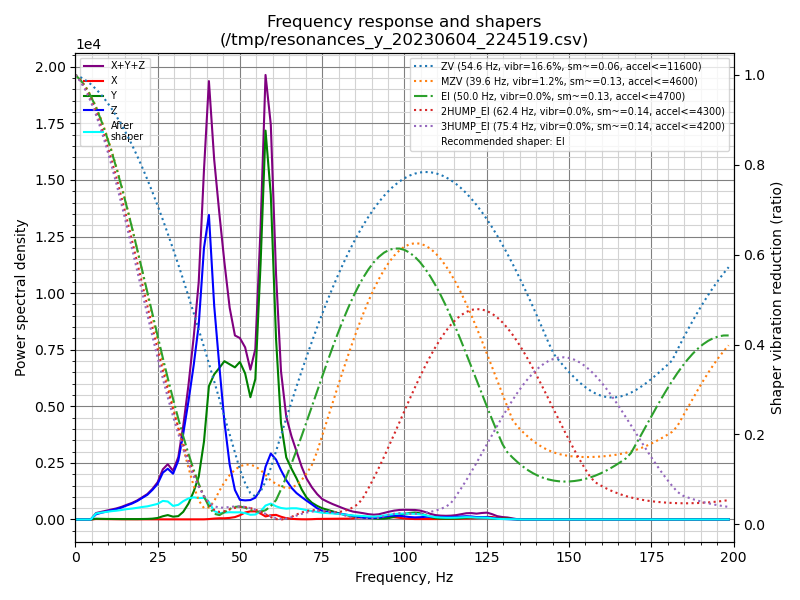 Frequency response and shapers
(/tmp/resonances_y_20230604_224519.csv)
1e4
X+Y+Z
X
Y
Z
After
shaper
ZV (54.6 Hz, vibr=16.6%, sm~=0.06, accel<=11600)
MZV (39.6 Hz, vibr=1.2%, sm~=0.13, accel<=4600)
EI (50.0 Hz, vibr=0.0%, sm~=0.13, accel<=4700)
2HUMP_EI (62.4 Hz, vibr=0.0%, sm~=0.14, accel<=4300)
3HUMP_EI (75.4 Hz, vibr=0.0%, sm~=0.14, accel<=4200)
Recommended shaper: EI
Power spectral density
2.00
1.75
1.50
1.25
1.00
0.75
0.50
0.25
0.00
Shaper vibration reduction (ratio)
1.0
0.8
0.6
0.4
0.2
0.0
0 25 50 75 100 125 150 175 200
Frequency, Hz